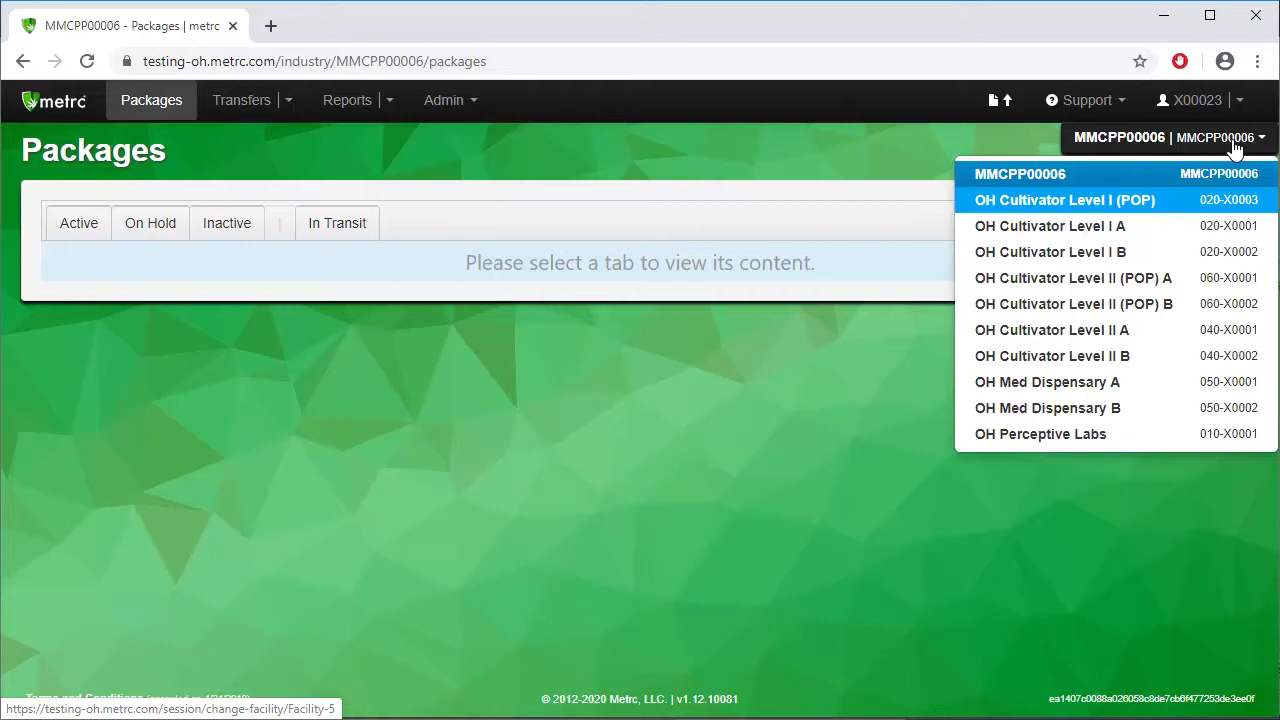 MMCPP00006 - Packages | metrc
testing-oh.metrc.com/industry/MMCPP00006/packages
metrc Packages Transfers | Reports | Admin Support X00023 |
Packages
MMCPP00006 | MMCPP00006
MMCPP00006 MMCPP00006
OH Cultivator Level I (POP) 020-X0003
OH Cultivator Level I A 020-X0001
OH Cultivator Level I B 020-X0002
OH Cultivator Level II (POP) A 060-X0001
OH Cultivator Level II (POP) B 060-X0002
OH Cultivator Level II A 040-X0001
OH Cultivator Level II B 040-X0002
OH Med Dispensary A 050-X0001
OH Med Dispensary B 050-X0002
OH Perceptive Labs 010-X0001
Active On Hold Inactive | In Transit
Please select a tab to view its content.
Terms and Conditions
© 2012-2020 Metrc, LLC. | v1.12.10081
ea1407c0088a026058c8de7cb6f477253de3ee0f
https://testing-oh.metrc.com/session/change-facility/Facility-5